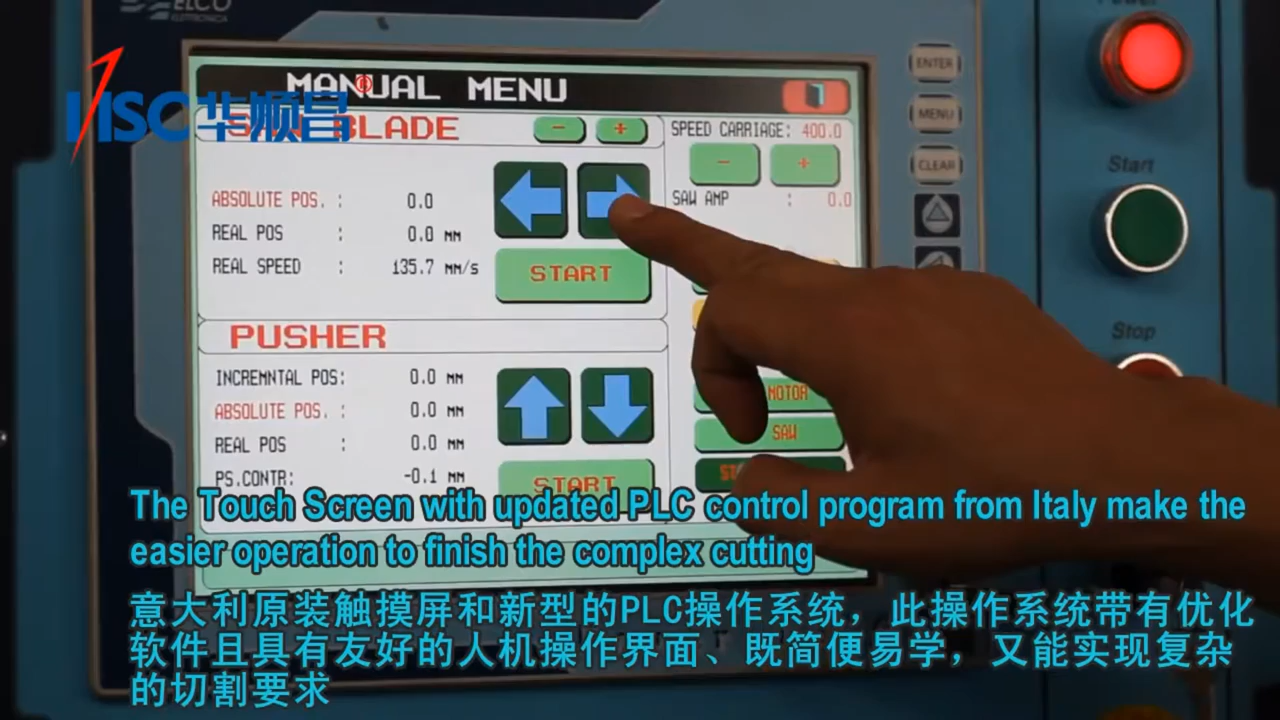 ELCO
ELETTRONICA
Power
MANUAL MENU
HSC华顺昌
SAW BLADE
- +
SPEED CARRIAGE: 400.0
- +
SAW AMP : 0.0
ABSOLUTE POS. : 0.0
REAL POS : 0.0 MM
REAL SPEED : 135.7 MM/S
START
PUSHER
INCREMNTAL POS: 0.0 MM
ABSOLUTE POS. : 0.0 MM
REAL POS : 0.0 MM
PS.CONTR: -0.1 MM
START
MOTOR
SAW
ENTER
MENU
CLEAR
Start
Stop
The Touch Screen with updated PLC control program from Italy make the
easier operation to finish the complex cutting
意大利原装触摸屏和新型的PLC操作系统，此操作系统带有优化
软件且具有友好的人机操作界面、既简便易学，又能实现复杂
的切割要求